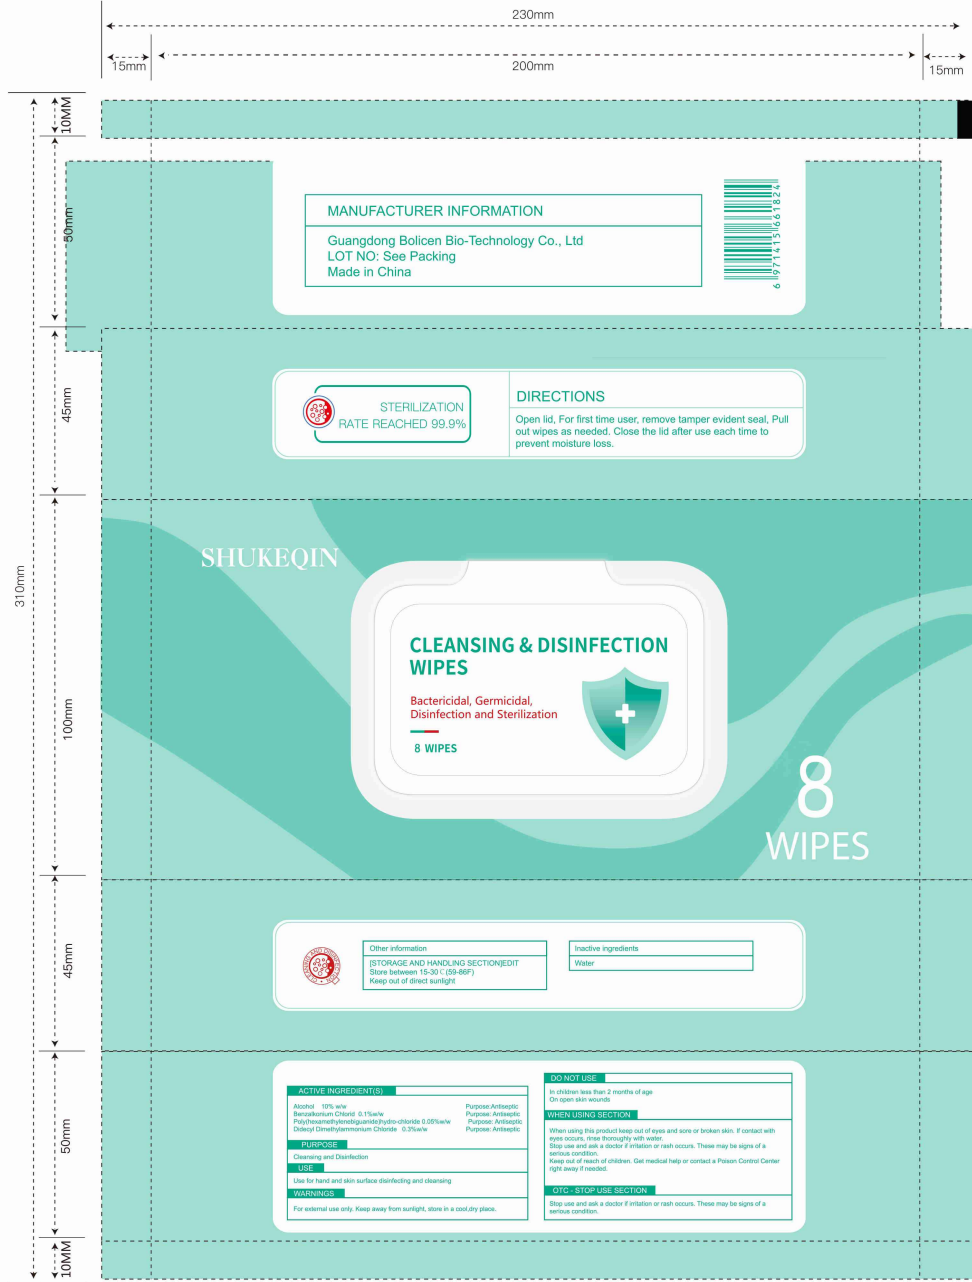 230mm
15mm
200mm
15mm
10MM
50mm
MANUFACTURER INFORMATION
Guangdong Bolicen Bio-Technology Co., Ltd
LOT NO: See Packing
Made in China
6 971415 661824
45mm
STERILIZATION
RATE REACHED 99.9%
DIRECTIONS
Open lid, For first time user, remove tamper evident seal, Pull
out wipes as needed. Close the lid after use each time to
prevent moisture loss.
310mm
100mm
SHUKEQIN
CLEANSING & DISINFECTION
WIPES
Bactericidal, Germicidal,
Disinfection and Sterilization
8 WIPES
8
WIPES
45mm
Other information
[STORAGE AND HANDLING SECTION]EDIT
Store between 15-30℃(59-86F)
Keep out of direct sunlight
Inactive ingredients
Water
50mm
ACTIVE INGREDIENT(S)
Alcohol 10% w/w Purpose:Antiseptic
Benzalkonium Chlorid 0.1%w/w Purpose: Antiseptic
Poly(hexamethylenebiguanide)hydro-chloride 0.05%w/w Purpose: Antiseptic
Didecyl Dimethylammonium Chloride 0.3%w/w Purpose: Antiseptic
PURPOSE
Cleansing and Disinfection
USE
Use for hand and skin surface disinfecting and cleansing
WARNINGS
For external use only. Keep away from sunlight, store in a cool,dry place.
DO NOT USE
In children less than 2 months of age
On open skin wounds
WHEN USING SECTION
When using this product keep out of eyes and sore or broken skin. If contact with
eyes occurs, rinse thoroughly with water.
Stop use and ask a doctor if irritation or rash occurs. These may be signs of a
serious condition.
Keep out of reach of children. Get medical help or contact a Poison Control Center
right away if needed.
OTC - STOP USE SECTION
Stop use and ask a doctor if irritation or rash occurs. These may be signs of a
serious condition.
10MM